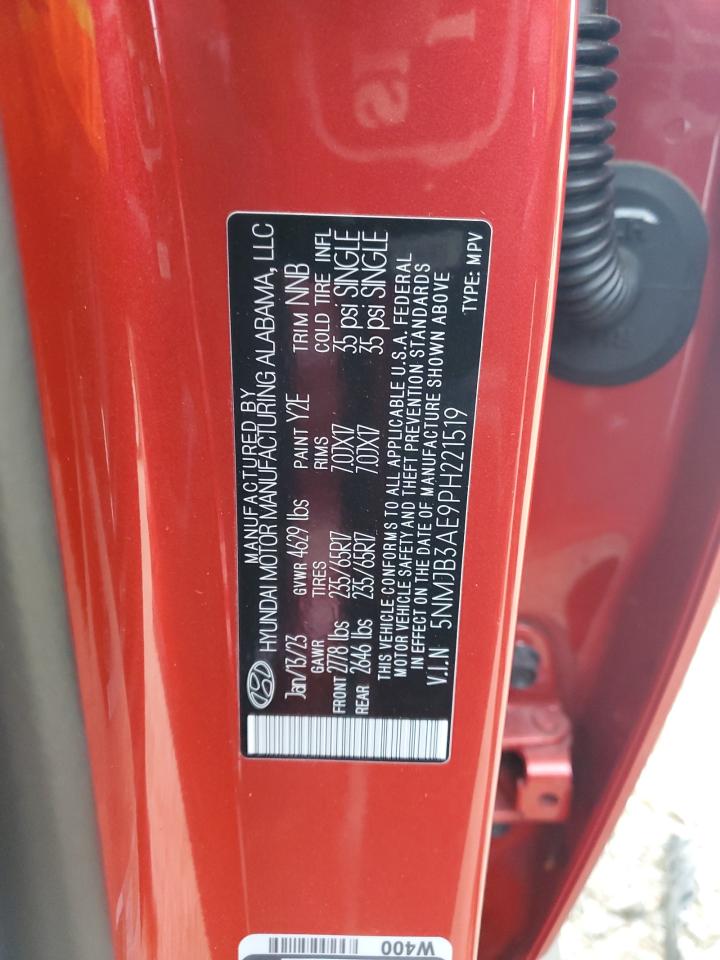 MANUFACTURED BY
HYUNDAI MOTOR MANUFACTURING ALABAMA, LLC
Jan/13/23 GVWR 4629 lbs PAINT Y2E TRIM NNB
GAWR TIRES RIMS COLD TIRE INFL
FRONT 2778 lbs 235/65R17 7.0JX17 35 psi SINGLE
REAR 2646 lbs 235/65R17 7.0JX17 35 psi SINGLE
THIS VEHICLE CONFORMS TO ALL APPLICABLE U.S.A. FEDERAL
MOTOR VEHICLE SAFETY AND THEFT PREVENTION STANDARDS
IN EFFECT ON THE DATE OF MANUFACTURE SHOWN ABOVE
V.I.N 5NMJB3AE9PH221519
TYPE: MPV
W400